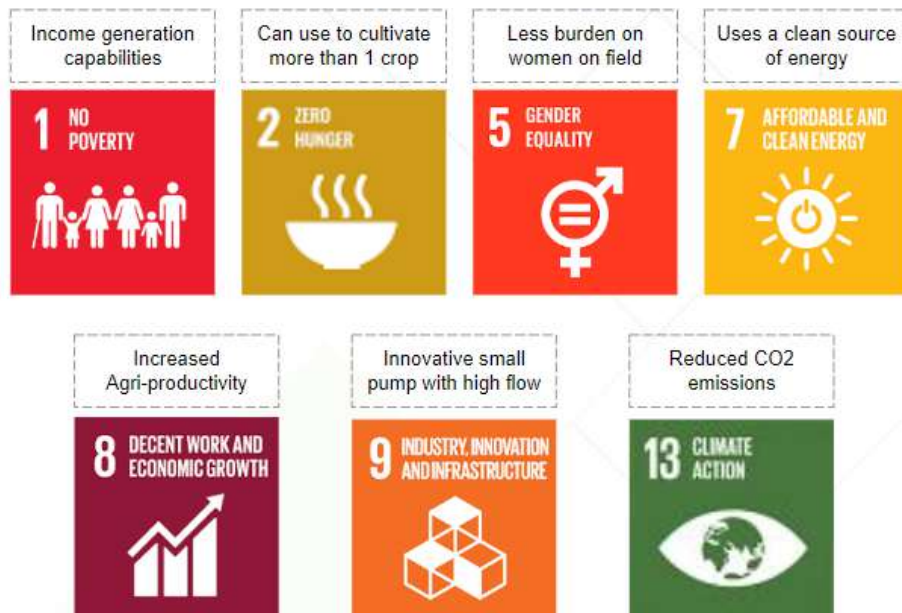 Income generation
capabilities
Can use to cultivate
more than 1 crop
Less burden on
women on field
Uses a clean source
of energy
1 NO
POVERTY
2 ZERO
HUNGER
5 GENDER
EQUALITY
7 AFFORDABLE AND
CLEAN ENERGY
Increased
Agri-productivity
Innovative small
pump with high flow
Reduced CO2
emissions
8 DECENT WORK AND
ECONOMIC GROWTH
9 INDUSTRY, INNOVATION
AND INFRASTRUCTURE
13 CLIMATE
ACTION